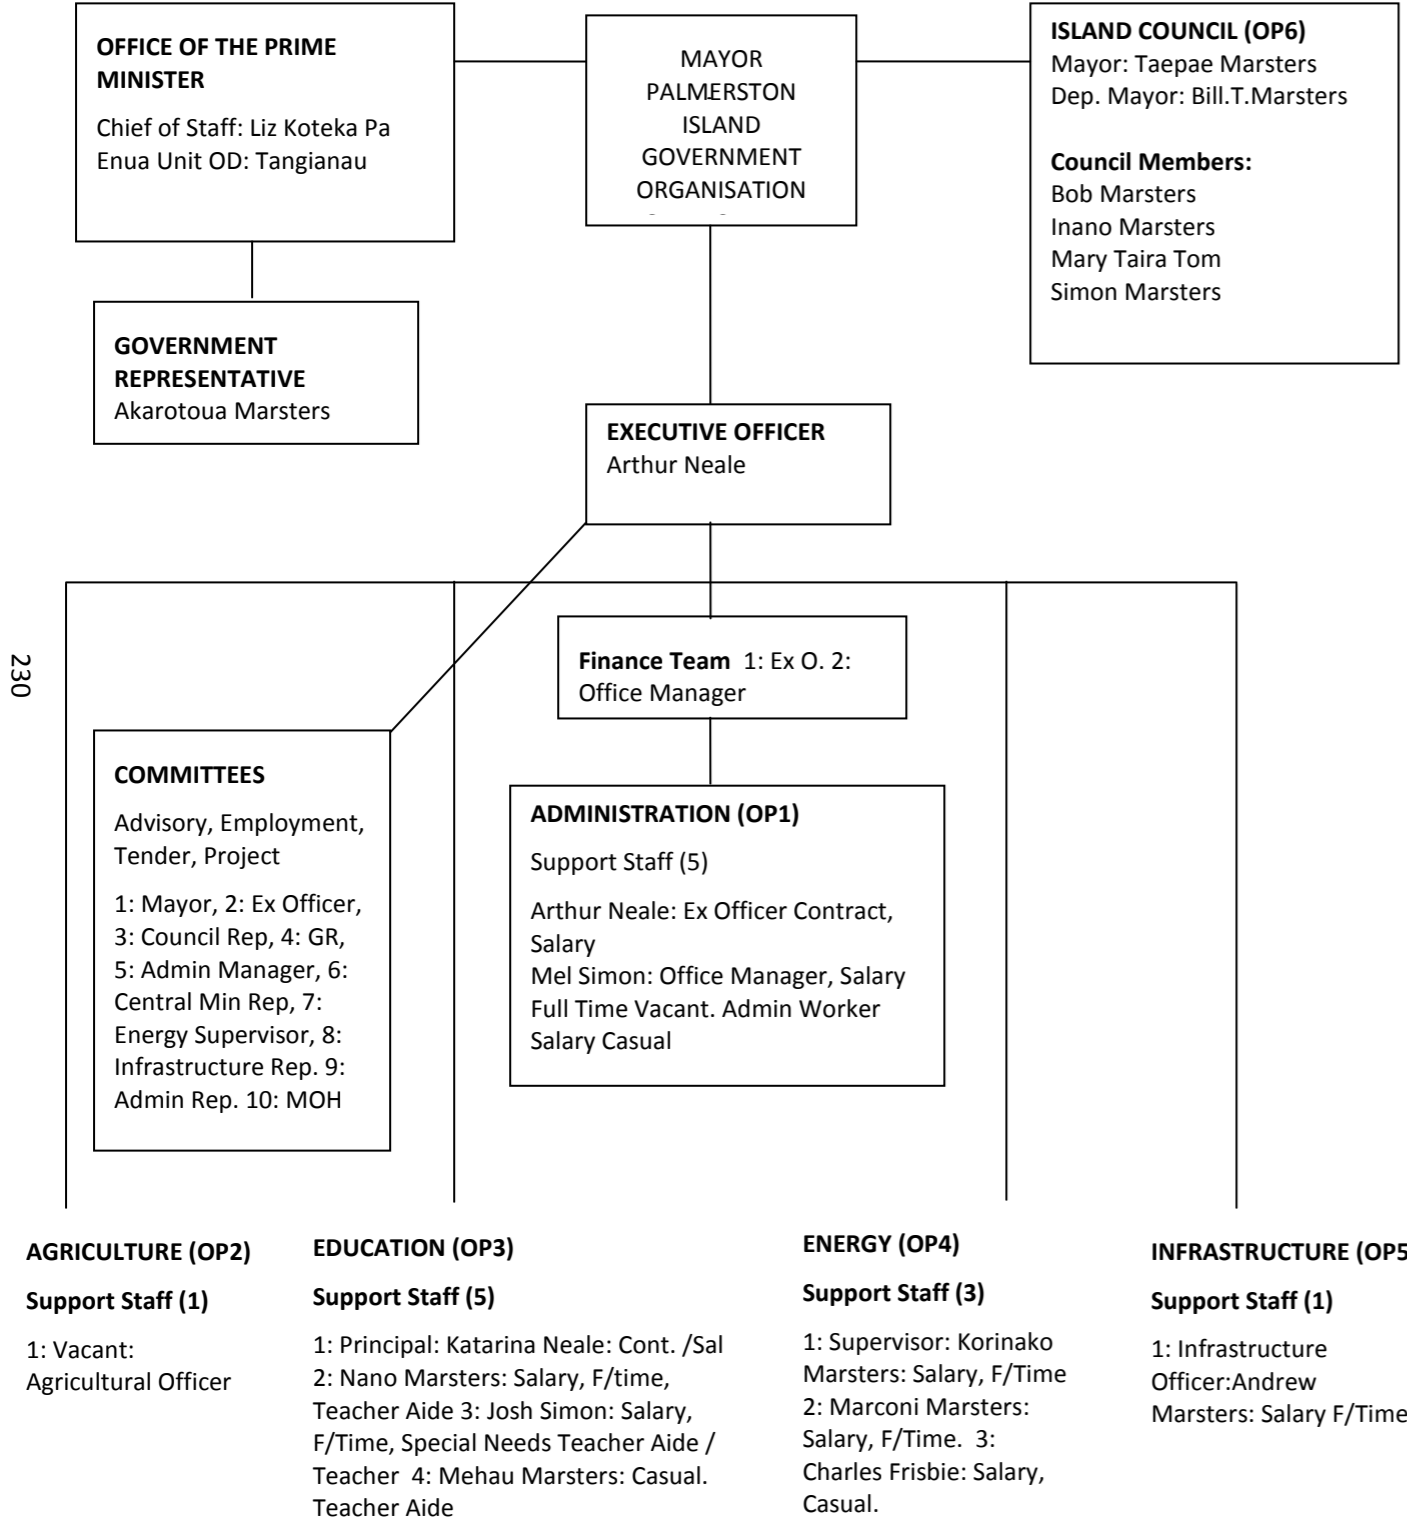 OFFICE OF THE PRIME
MINISTER
Chief of Staff: Liz Koteka Pa
Enua Unit OD: Tangianau
MAYOR
PALMERSTON
ISLAND
GOVERNMENT
ORGANISATION
ISLAND COUNCIL (OP6)
Mayor: Taepae Marsters
Dep. Mayor: Bill.T.Marsters
Council Members:
Bob Marsters
Inano Marsters
Mary Taira Tom
Simon Marsters
GOVERNMENT
REPRESENTATIVE
Akarotoua Marsters
EXECUTIVE OFFICER
Arthur Neale
230
Finance Team 1: Ex O. 2:
Office Manager
COMMITTEES
Advisory, Employment,
Tender, Project
1: Mayor, 2: Ex Officer,
3: Council Rep, 4: GR,
5: Admin Manager, 6:
Central Min Rep, 7:
Energy Supervisor, 8:
Infrastructure Rep. 9:
Admin Rep. 10: MOH
ADMINISTRATION (OP1)
Support Staff (5)
Arthur Neale: Ex Officer Contract,
Salary
Mel Simon: Office Manager, Salary
Full Time Vacant. Admin Worker
Salary Casual
AGRICULTURE (OP2)
Support Staff (1)
1: Vacant:
Agricultural Officer
EDUCATION (OP3)
Support Staff (5)
1: Principal: Katarina Neale: Cont. /Sal
2: Nano Marsters: Salary, F/time,
Teacher Aide 3: Josh Simon: Salary,
F/Time, Special Needs Teacher Aide /
Teacher 4: Mehau Marsters: Casual.
Teacher Aide
ENERGY (OP4)
Support Staff (3)
1: Supervisor: Korinako
Marsters: Salary, F/Time
2: Marconi Marsters:
Salary, F/Time. 3:
Charles Frisbie: Salary,
Casual.
INFRASTRUCTURE (OP5
Support Staff (1)
1: Infrastructure
Officer:Andrew
Marsters: Salary F/Time